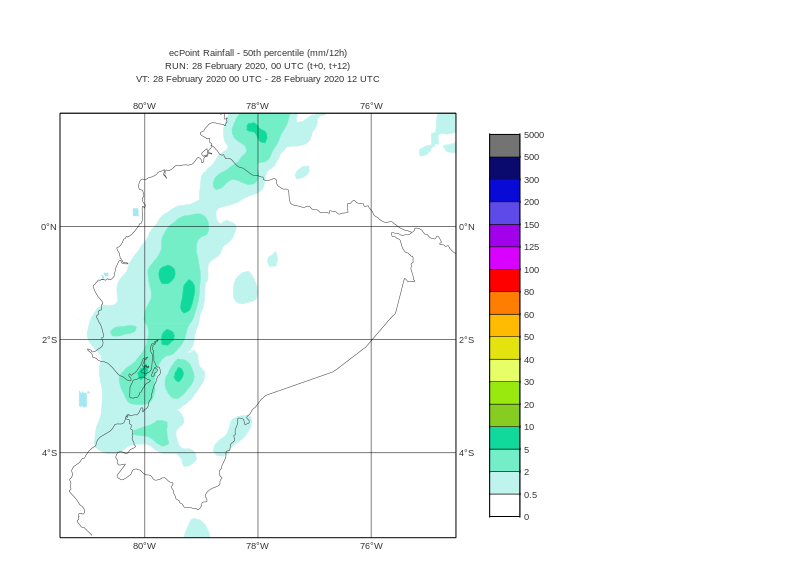 ecPoint Rainfall - 50th percentile (mm/12h)
RUN: 28 February 2020, 00 UTC (t+0, t+12)
VT: 28 February 2020 00 UTC - 28 February 2020 12 UTC
80°W 78°W 76°W
5000
500
300
200
150
0°N 0°N
125
100
80
60
50
2°S 2°S
40
30
20
10
5
4°S 4°S
2
0.5
0
80°W 78°W 76°W